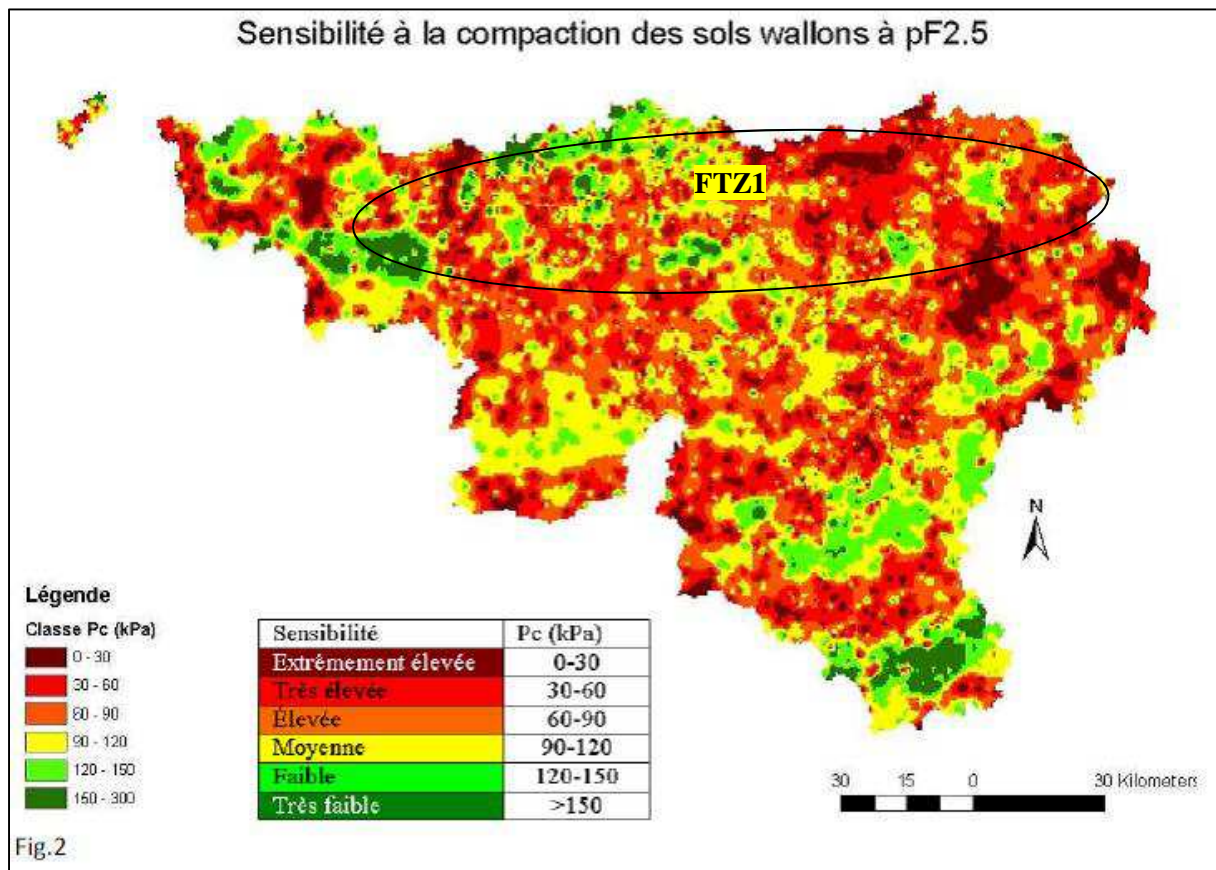 Sensibilité à la compaction des sols wallons à pF2.5
FTZ1
N
Légende
Classe Pc (kPa)
0 - 30
30 - 60
60 - 90
90 - 120
120 - 150
150 - 300
Sensibilité Pc (kPa)
Extrêmement élevée 0-30
Très élevée 30-60
Élevée 60-90
Moyenne 90-120
Faible 120-150
Très faible >150
30 15 0 30 Kilometers
Fig.2